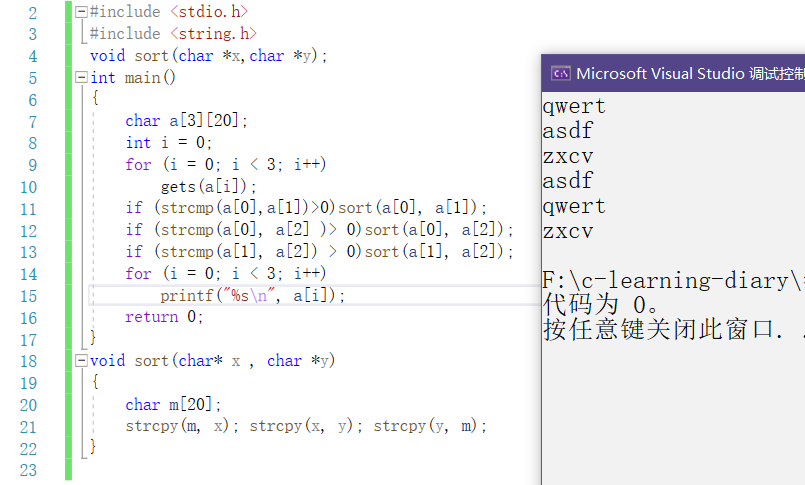 2 #include <stdio.h>
3 #include <string.h>
4 void sort(char *x,char *y);
5 int main()
6 {
7 char a[3][20];
8 int i = 0;
9 for (i = 0; i < 3; i++)
10 gets(a[i]);
11 if (strcmp(a[0],a[1])>0)sort(a[0], a[1]);
12 if (strcmp(a[0], a[2] )> 0)sort(a[0], a[2]);
13 if (strcmp(a[1], a[2]) > 0)sort(a[1], a[2]);
14 for (i = 0; i < 3; i++)
15 printf("%s\n", a[i]);
16 return 0;
17 }
18 void sort(char* x , char *y)
19 {
20 char m[20];
21 strcpy(m, x); strcpy(x, y); strcpy(y, m);
22 }
23
Microsoft Visual Studio 调试控制
qwert
asdf
zxcv
asdf
qwert
zxcv
F:\c-learning-diary\
代码为 0。
按任意键关闭此窗口. .